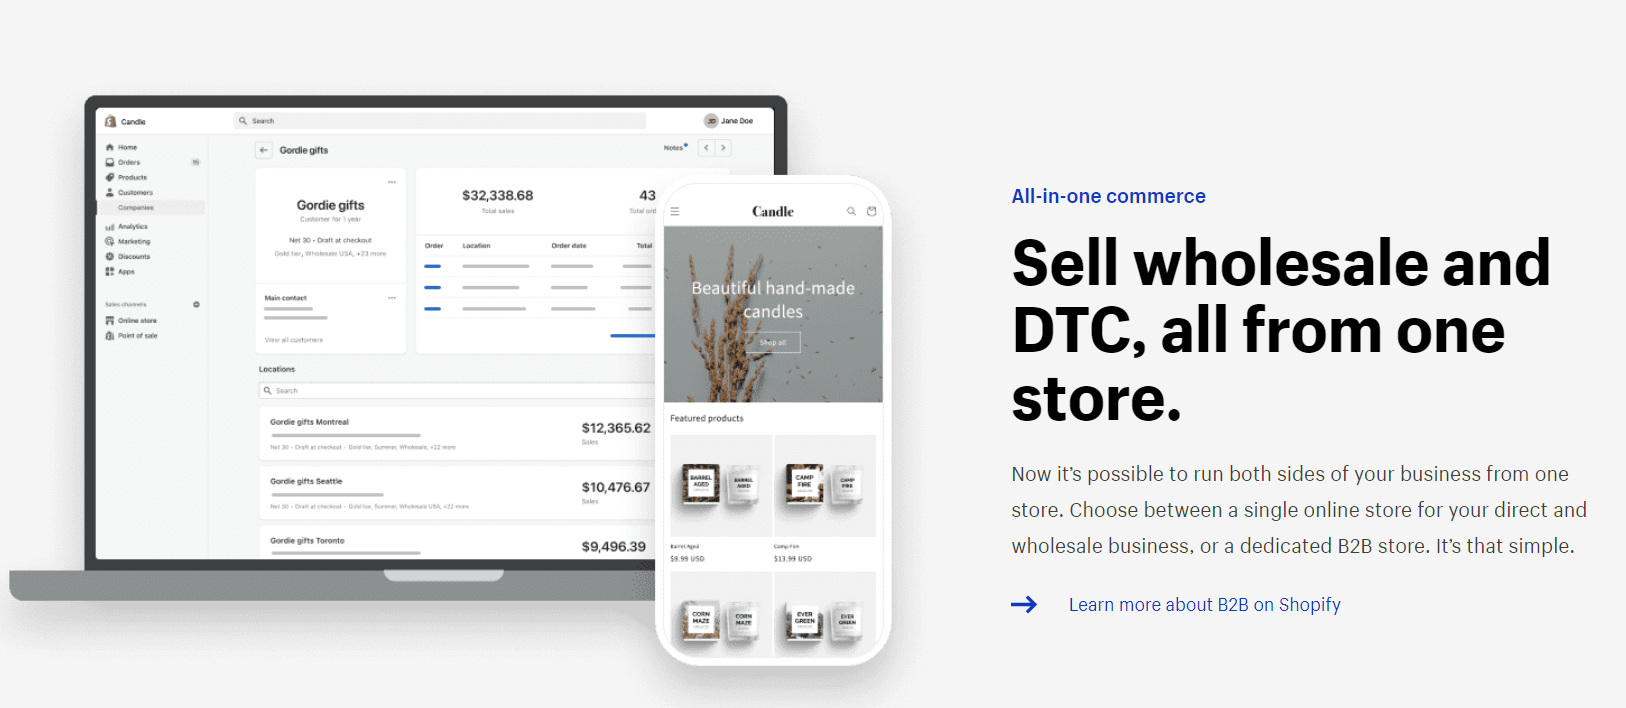 Candle
Search
Jane Doe
Home
Orders
Products
Customers
Companies
Analytics
Marketing
Discounts
Apps
Sales channels
Online store
Point of sale
Gordie gifts
Notes
Gordie gifts
Customer for 1 year
Net 30 • Draft at checkout
Gold tier, Wholesale USA, +23 more
Main contact
View all customers
$32,338.68
Total sales
43
Total ord
Order Location Order date Total
Locations
Search
Gordie gifts Montreal
Net 30 • Draft at checkout • Gold tier, Summer, Wholesale, +22 more
$12,365.62
Sales
Gordie gifts Seattle
Net 30 • Draft at checkout • Gold tier, Summer, Wholesale USA, +22 more
$10,476.67
Sales
Gordie gifts Toronto
$9,496.39
Candle
Beautiful hand-made
candles
Shop all
Featured products
BARREL
AGED
BARREL
AGED
CAMP
FIRE
CAMP
FIRE
Barrel Aged
$9.99 USD
Camp Fire
$13.99 USD
CORN
MAZE
CORN
MAZE
EVER
GREEN
EVER
GREEN
All-in-one commerce
Sell wholesale and
DTC, all from one
store.
Now it's possible to run both sides of your business from one
store. Choose between a single online store for your direct and
wholesale business, or a dedicated B2B store. It's that simple.
Learn more about B2B on Shopify